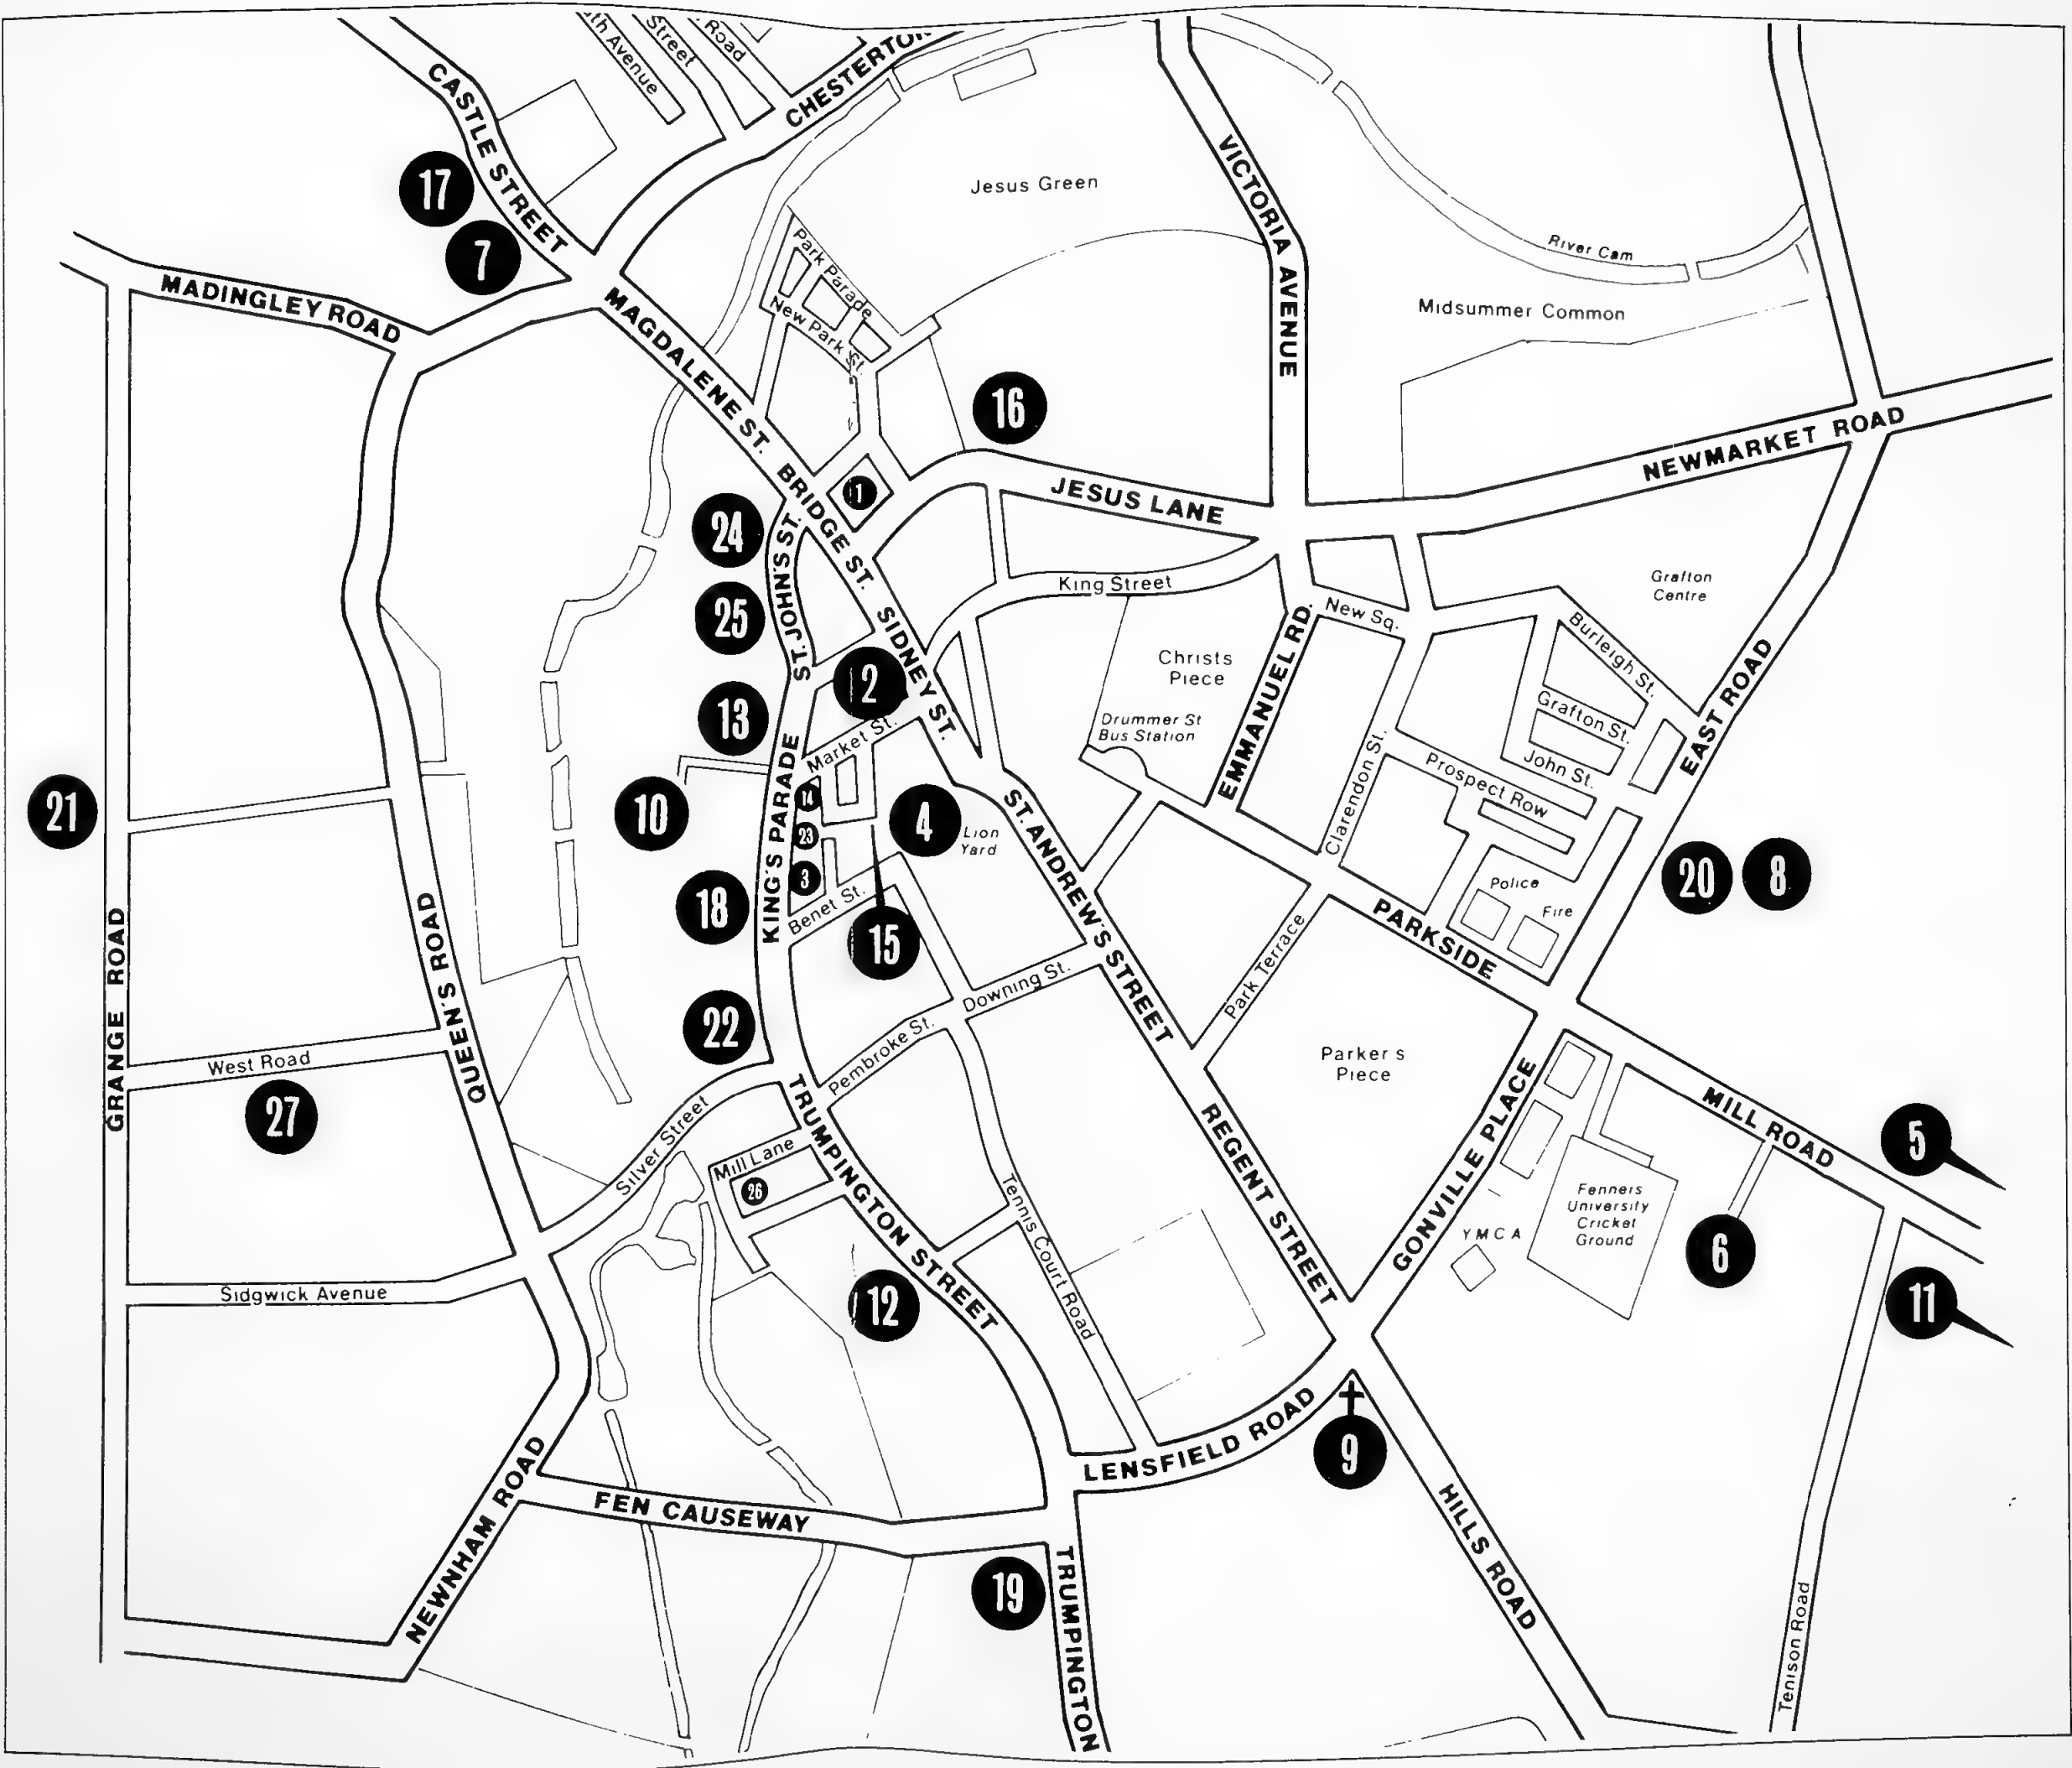 Street
Road
Avenue
CASTLE STREET
17
7
Jesus Green
VICTORIA AVENUE
River Cam
Midsummer Common
MADINGLEY ROAD
MAGDALENE ST.
Park Parade
New Park St.
16
NEWMARKET ROAD
BRIDGE ST.
1
JESUS LANE
24
ST. JOHN'S ST.
25
King Street
SIDNEY ST.
Christs
Piece
EMMANUEL RD.
New Sq.
Grafton
Centre
Burleigh St.
2
13
Market St.
Drummer St
Bus Station
Clarendon St.
Grafton St.
John St.
Prospect Row
EAST ROAD
21
10
KING'S PARADE
14
23
3
4
Lion
Yard
ST. ANDREW'S STREET
18
Benet St.
15
Police
Fire
20
8
GRANGE ROAD
QUEEN'S ROAD
22
Downing St.
Pembroke St.
Park Terrace
PARKSIDE
West Road
27
Parker s
Piece
GONVILLE PLACE
MILL ROAD
5
Silver Street
Mill Lane
26
TRUMPINGTON STREET
REGENT STREET
Tennis Court Road
Fenners
University
Cricket
Ground
YMCA
6
11
Sidgwick Avenue
12
9
LENSFIELD ROAD
FEN CAUSEWAY
NEWNHAM ROAD
HILLS ROAD
19
TRUMPINGTON
Tenison Road